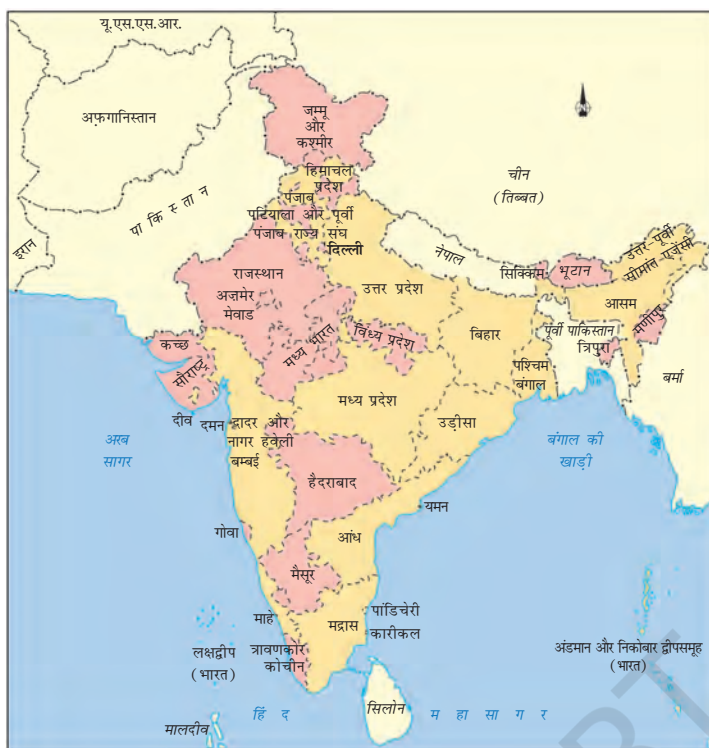 यू.एस.एस.आर.
अफ़गानिस्तान
जम्मू
और
कश्मीर
चीन
(तिब्बत)
हिमाचल
प्रदेश
पंजाब
पा कि स्ता न
इरान
पटियाला और पूर्वी
पंजाब राज्य संघ
दिल्ली
नेपाल
सिक्किम
भूटान
उत्तर-पूर्वी
सीमांत एजेंसी
राजस्थान
उत्तर प्रदेश
आसम
अज़मेर
मेवाड
मणीपुर
बिहार
पूर्वी पाकिस्तान
विंध्य प्रदेश
मध्य भारत
त्रिपुरा
कच्छ
सौराष्ट्र
पश्चिम
बंगाल
बर्मा
मध्य प्रदेश
उड़ीसा
दीव
दमन
द्रादर और
नागर हवेली
बम्बई
अरब
सागर
बंगाल की
खाड़ी
हैदराबाद
यमन
गोवा
आंध
मैसूर
माहे
पांडिचेरी
मद्रास
कारीकल
लक्षद्वीप
(भारत)
त्रावणकोर
कोचीन
अंडमान और निकोबार द्वीपसमूह
(भारत)
सिलोन
मालदीव
हिं द म हा सा ग र